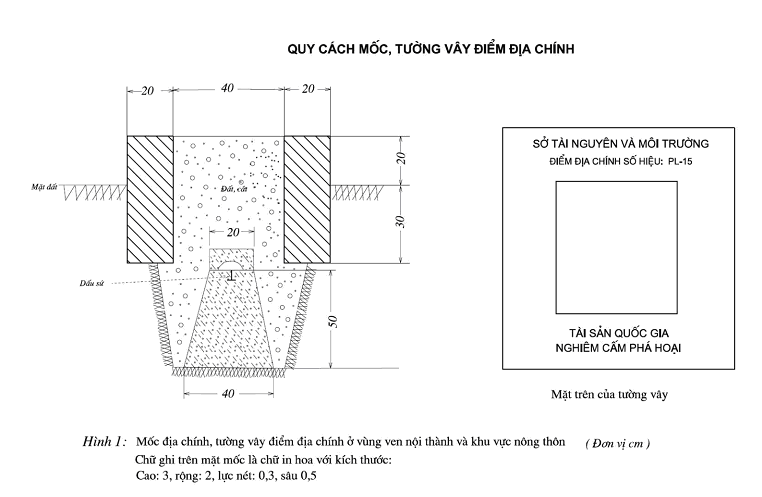 QUY CÁCH MỐC, TƯỜNG VÂY ĐIỂM ĐỊA CHÍNH
20
40
20
SỞ TÀI NGUYÊN VÀ MÔI TRƯỜNG
ĐIỂM ĐỊA CHÍNH SỐ HIỆU: PL-15
20
Mặt đất
Đất, cát
30
20
Dấu sứ
50
40
TÀI SẢN QUỐC GIA
NGHIÊM CẤM PHÁ HOẠI
Mặt trên của tường vây
Hình 1: Mốc địa chính, tường vây điểm địa chính ở vùng ven nội thành và khu vực nông thôn ( Đơn vị cm )
Chữ ghi trên mặt mốc là chữ in hoa với kích thước:
Cao: 3, rộng: 2, lực nét: 0,3, sâu 0,5